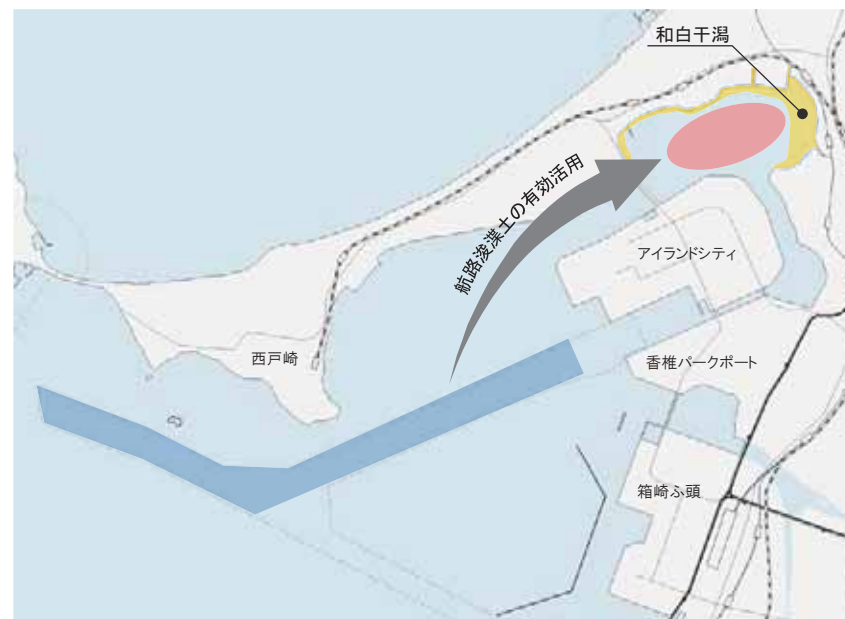 和白干潟
航路浚渫土の有効活用
アイランドシティ
西戸崎
香椎パークポート
箱崎ふ頭